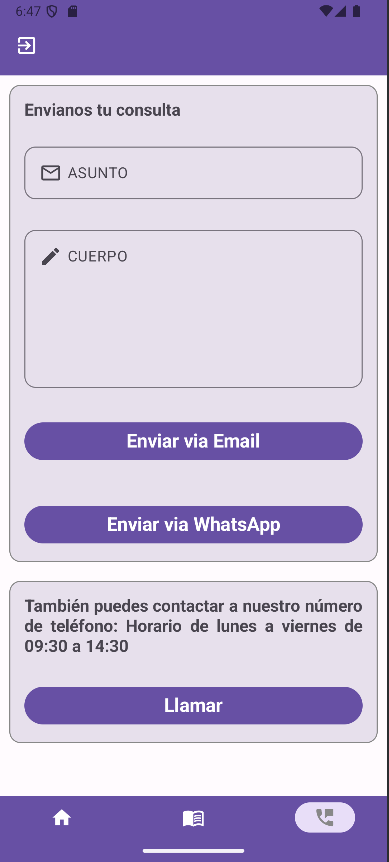 6:47
Envianos tu consulta
ASUNTO
CUERPO
Enviar via Email
Enviar via WhatsApp
También puedes contactar a nuestro número
de teléfono: Horario de lunes a viernes de
09:30 a 14:30
Llamar